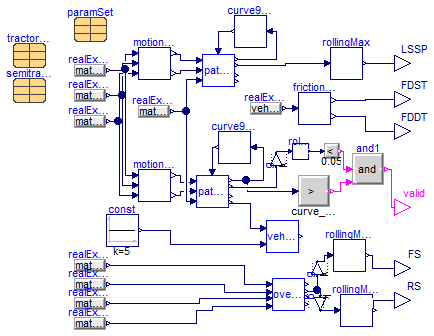 paramSet
tractor...
semitra...
realEx...
mat...
realEx...
mat...
realEx...
mat...
motion...
curve9...
pat...
rollingMax
LSSP
realEx...
mat...
realEx...
veh...
friction...
FDST
FDDT
motion...
curve9...
pat...
rol...
<
0.05
and1
and
>
curve_...
valid
const
k=5
veh...
realEx...
mat...
realEx...
mat...
realEx...
mat...
realEx...
mat...
ove...
rollingM...
rollingM...
FS
RS